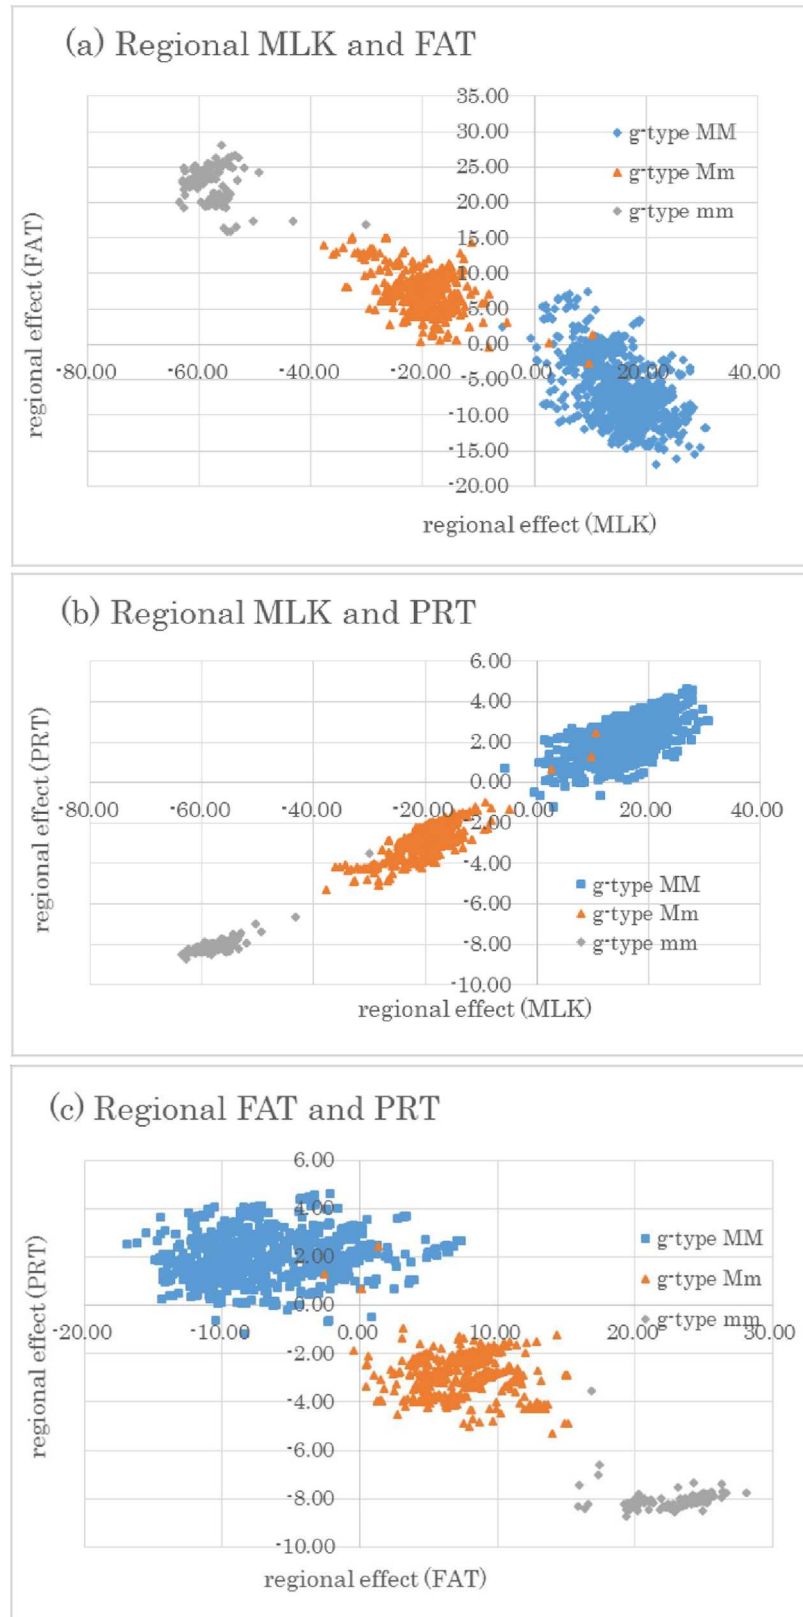 (a) Regional MLK and FAT
35.00
30.00
g-type MM
25.00
g-type Mm
20.00
g-type mm
15.00
10.00
5.00
0.00
-80.00 -60.00 -40.00 -20.00 0.00 20.00 40.00
-5.00
-10.00
-15.00
-20.00
regional effect (FAT)
regional effect (MLK)
(b) Regional MLK and PRT
6.00
4.00
2.00
0.00
-80.00 -60.00 -40.00 -20.00 0.00 20.00 40.00
-2.00
-4.00
g-type MM
-6.00
g-type Mm
-8.00
g-type mm
-10.00
regional effect (PRT)
regional effect (MLK)
(c) Regional FAT and PRT
6.00
4.00
g-type MM
2.00
g-type Mm
0.00
g-type mm
-20.00 -10.00 0.00 10.00 20.00 30.00
-2.00
-4.00
-6.00
-8.00
-10.00
regional effect (PRT)
regional effect (FAT)